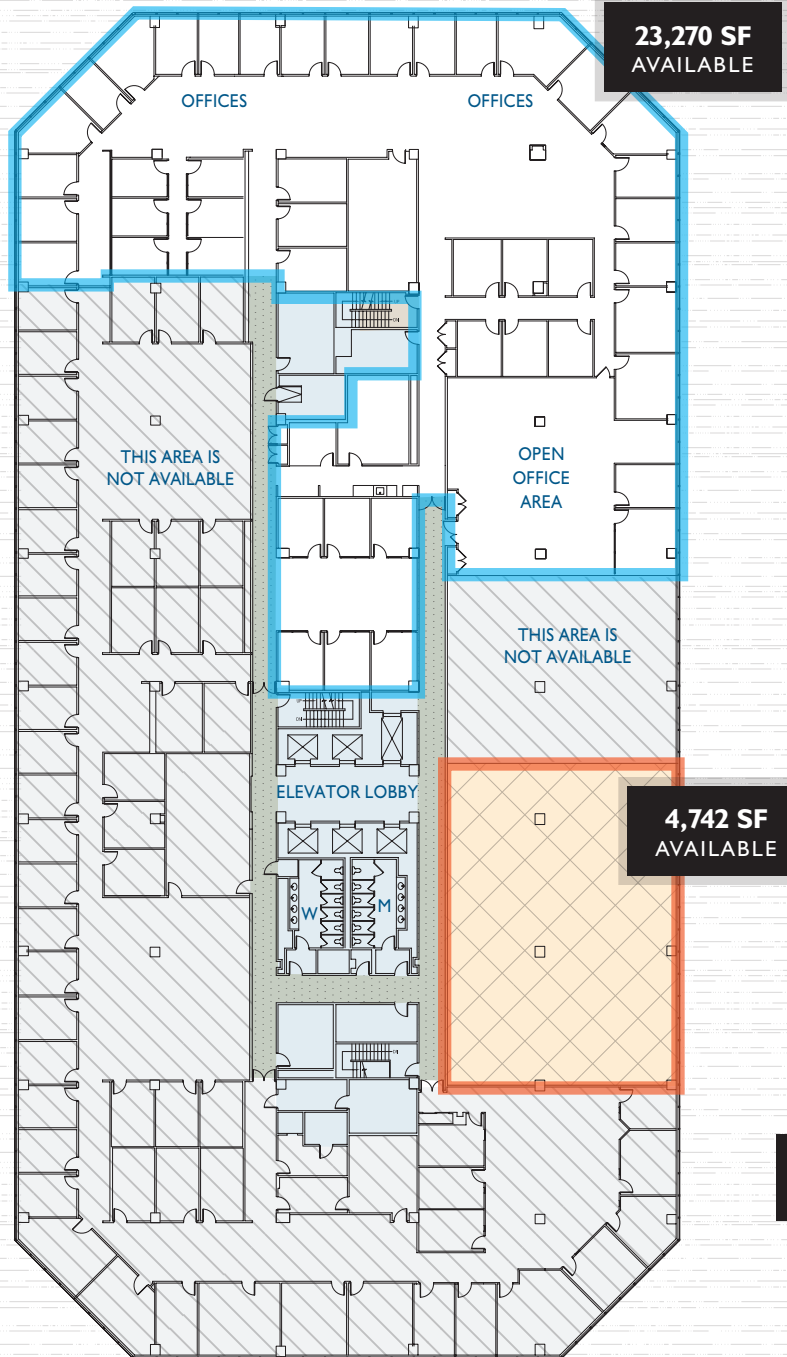 23,270 SF
AVAILABLE
OFFICES
OFFICES
THIS AREA IS
NOT AVAILABLE
OPEN
OFFICE
AREA
THIS AREA IS
NOT AVAILABLE
ELEVATOR LOBBY
4,742 SF
AVAILABLE
W
M